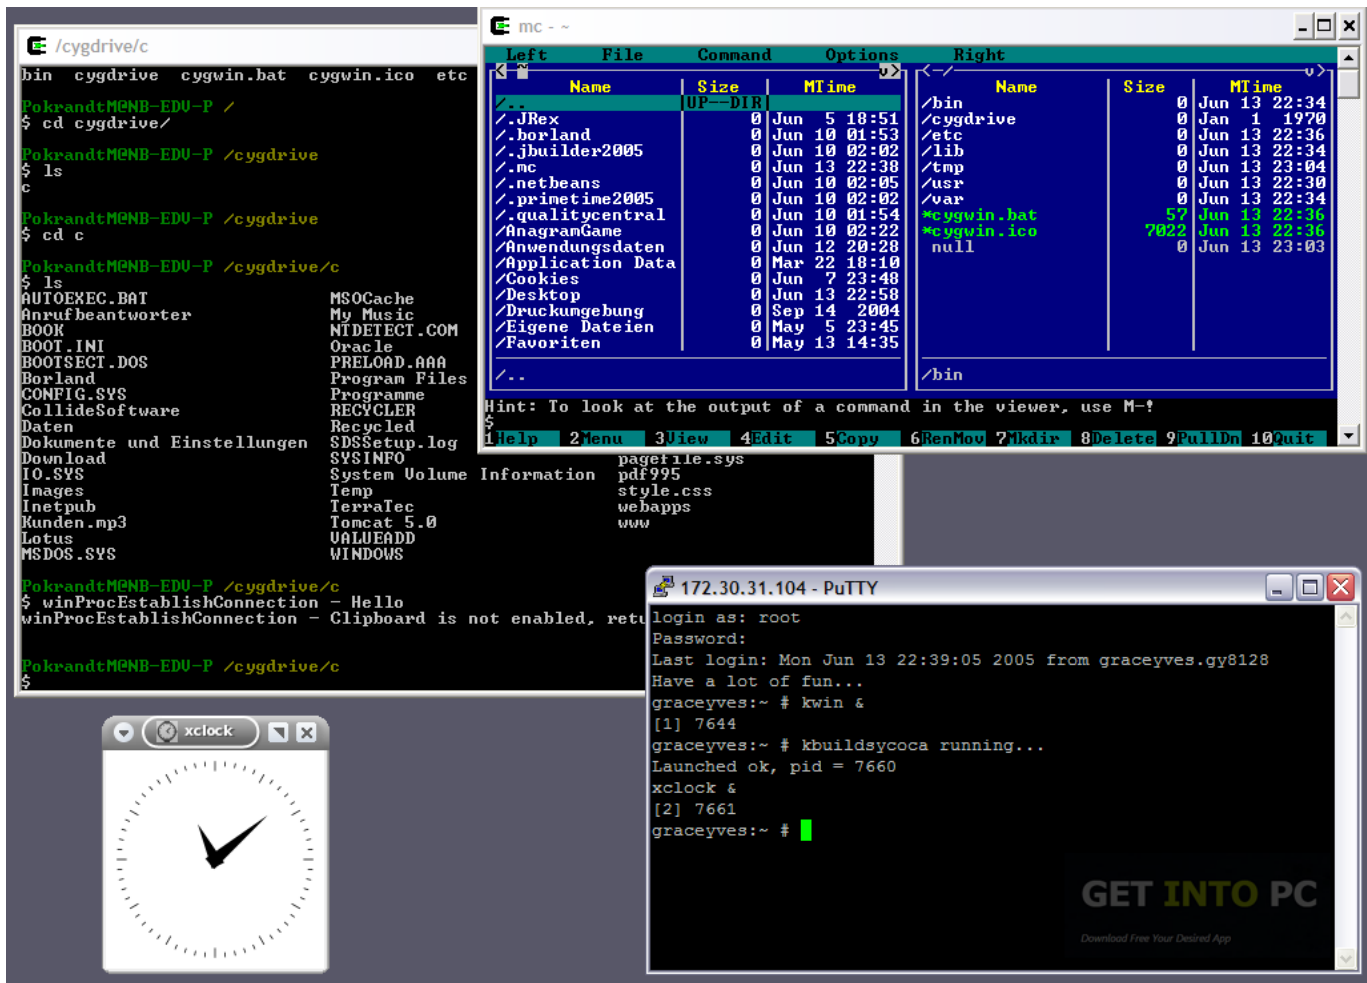 /cygdrive/c
bin cygdrive cygwin.bat cygwin.ico etc
PokrandtM@NB-EDV-P /
$ cd cygdrive/
PokrandtM@NB-EDV-P /cygdrive
$ ls
c
PokrandtM@NB-EDV-P /cygdrive
$ cd c
PokrandtM@NB-EDV-P /cygdrive/c
$ ls
AUTOEXEC.BAT MSOCache
Anrufbeantworter My Music
BOOK NTDETECT.COM
BOOT.INI Oracle
BOOTSECT.DOS PRELOAD.AAA
Borland Program Files
CONFIG.SYS Programme
CollideSoftware RECYCLER
Daten Recycled
Dokumente und Einstellungen SDSSetup.log
Download SYSINFO pagefile.sys
IO.SYS System Volume Information pdf995
Images Temp style.css
Inetpub TerraTec webapps
Kunden.mp3 Tomcat 5.0 www
Lotus VALUEADD
MSDOS.SYS WINDOWS
PokrandtM@NB-EDV-P /cygdrive/c
$ winProcEstablishConnection - Hello
winProcEstablishConnection - Clipboard is not enabled, retu
PokrandtM@NB-EDV-P /cygdrive/c
$
mc - ~
Left File Command Options Right
<-~ v> <-/ v>
Name Size MTime Name Size MTime
/.. UP--DIR /bin 0 Jun 13 22:34
/.JRex 0 Jun 5 18:51 /cygdrive 0 Jan 1 1970
/.borland 0 Jun 10 01:53 /etc 0 Jun 13 22:36
/.jbuilder2005 0 Jun 10 02:02 /lib 0 Jun 13 22:34
/.mc 0 Jun 13 22:38 /tmp 0 Jun 13 23:04
/.netbeans 0 Jun 10 02:05 /usr 0 Jun 13 22:30
/.primetime2005 0 Jun 10 02:02 /var 0 Jun 13 22:34
/.qualitycentral 0 Jun 10 01:54 *cygwin.bat 57 Jun 13 22:36
/AnagramGame 0 Jun 10 02:22 *cygwin.ico 7022 Jun 13 22:36
/Anwendungsdaten 0 Jun 12 20:28 null 0 Jun 13 23:03
/Application Data 0 Mar 22 18:10
/Cookies 0 Jun 7 23:48
/Desktop 0 Jun 13 22:58
/Druckumgebung 0 Sep 14 2004
/Eigene Dateien 0 May 5 23:45
/Favoriten 0 May 13 14:35
/.. /bin
Hint: To look at the output of a command in the viewer, use M-!
$
1Help 2Menu 3View 4Edit 5Copy 6RenMov 7Mkdir 8Delete 9PullDn 10Quit
172.30.31.104 - PuTTY
login as: root
Password:
Last login: Mon Jun 13 22:39:05 2005 from graceyves.gy8128
Have a lot of fun...
graceyves:~ # kwin &
[1] 7644
graceyves:~ # kbuildsycoca running...
Launched ok, pid = 7660
xclock &
[2] 7661
graceyves:~ #
GET INTO PC
Download Free Your Desired App
xclock